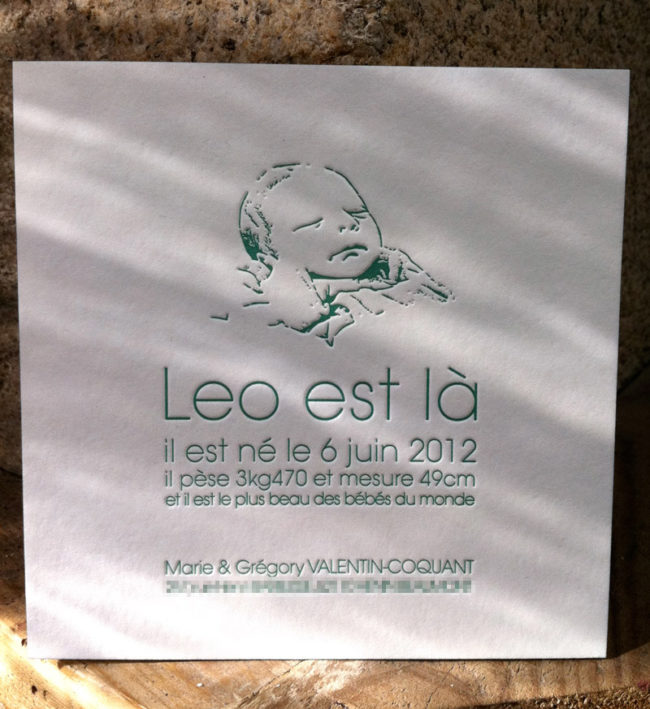 Leo est là
il est né le 6 juin 2012
il pèse 3kg470 et mesure 49cm
et il est le plus beau des bébés du monde
Marie & Grégory VALENTIN-COQUANT